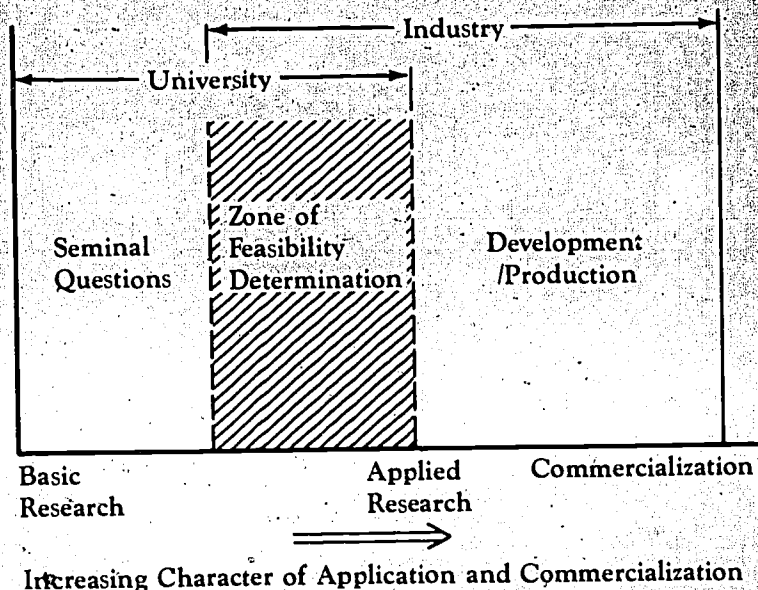 Industry
University
Seminal
Questions
Zone of
Feasibility
Determination
Development
/Production
Basic
Research
Applied
Research
Commercialization
Increasing Character of Application and Commercialization